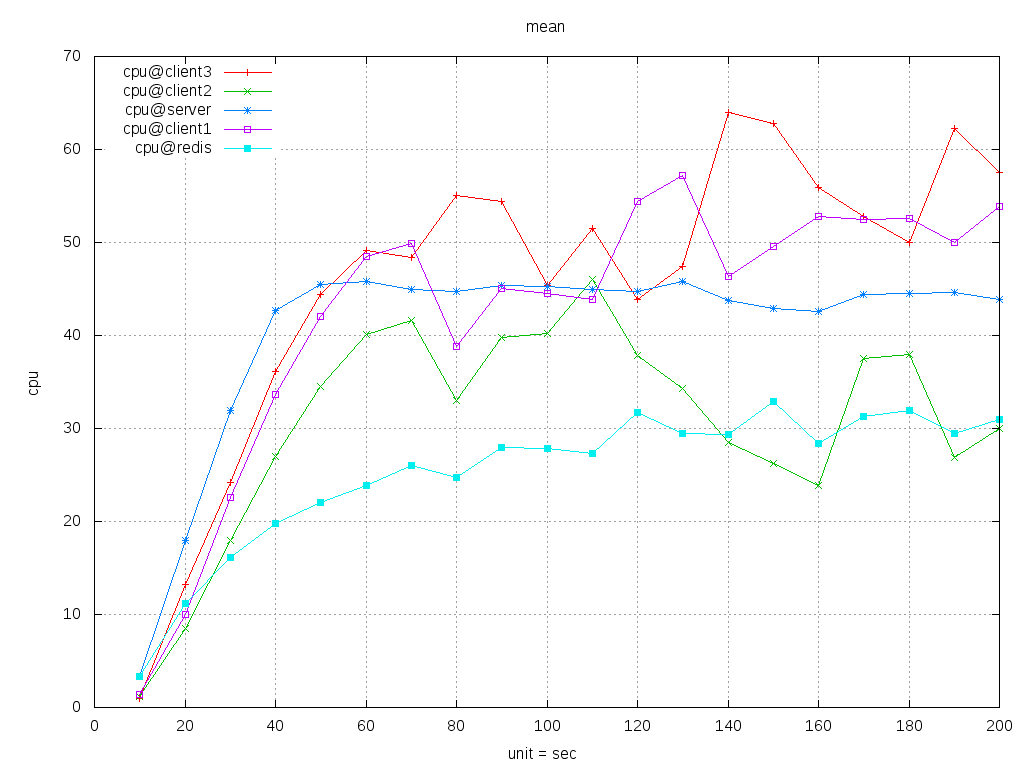 mean
70
60
50
40
30
20
10
0
cpu@client3
cpu@client2
cpu@server
cpu@client1
cpu@redis
cpu
0 20 40 60 80 100 120 140 160 180 200
unit = sec